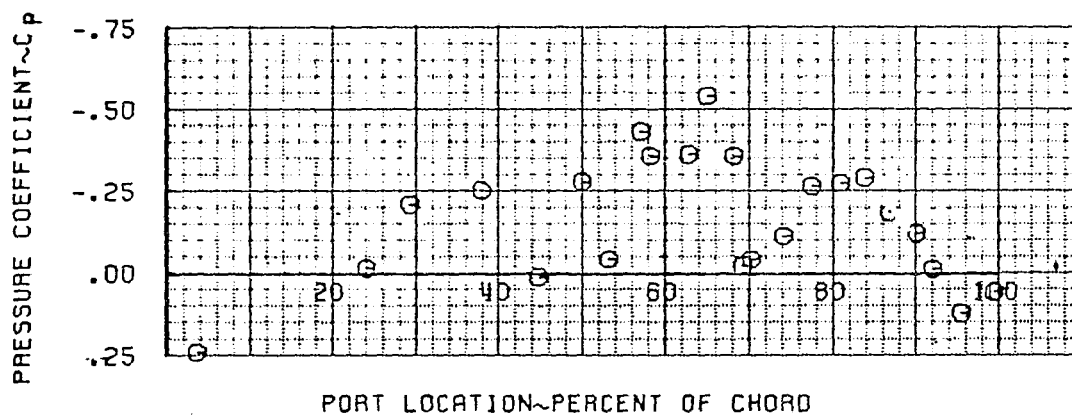 PRESSURE COEFFICIENT~Cp
-.75
-.50
-.25
.00
.25
20 40 60 80 100
PORT LOCATION~PERCENT OF CHORD